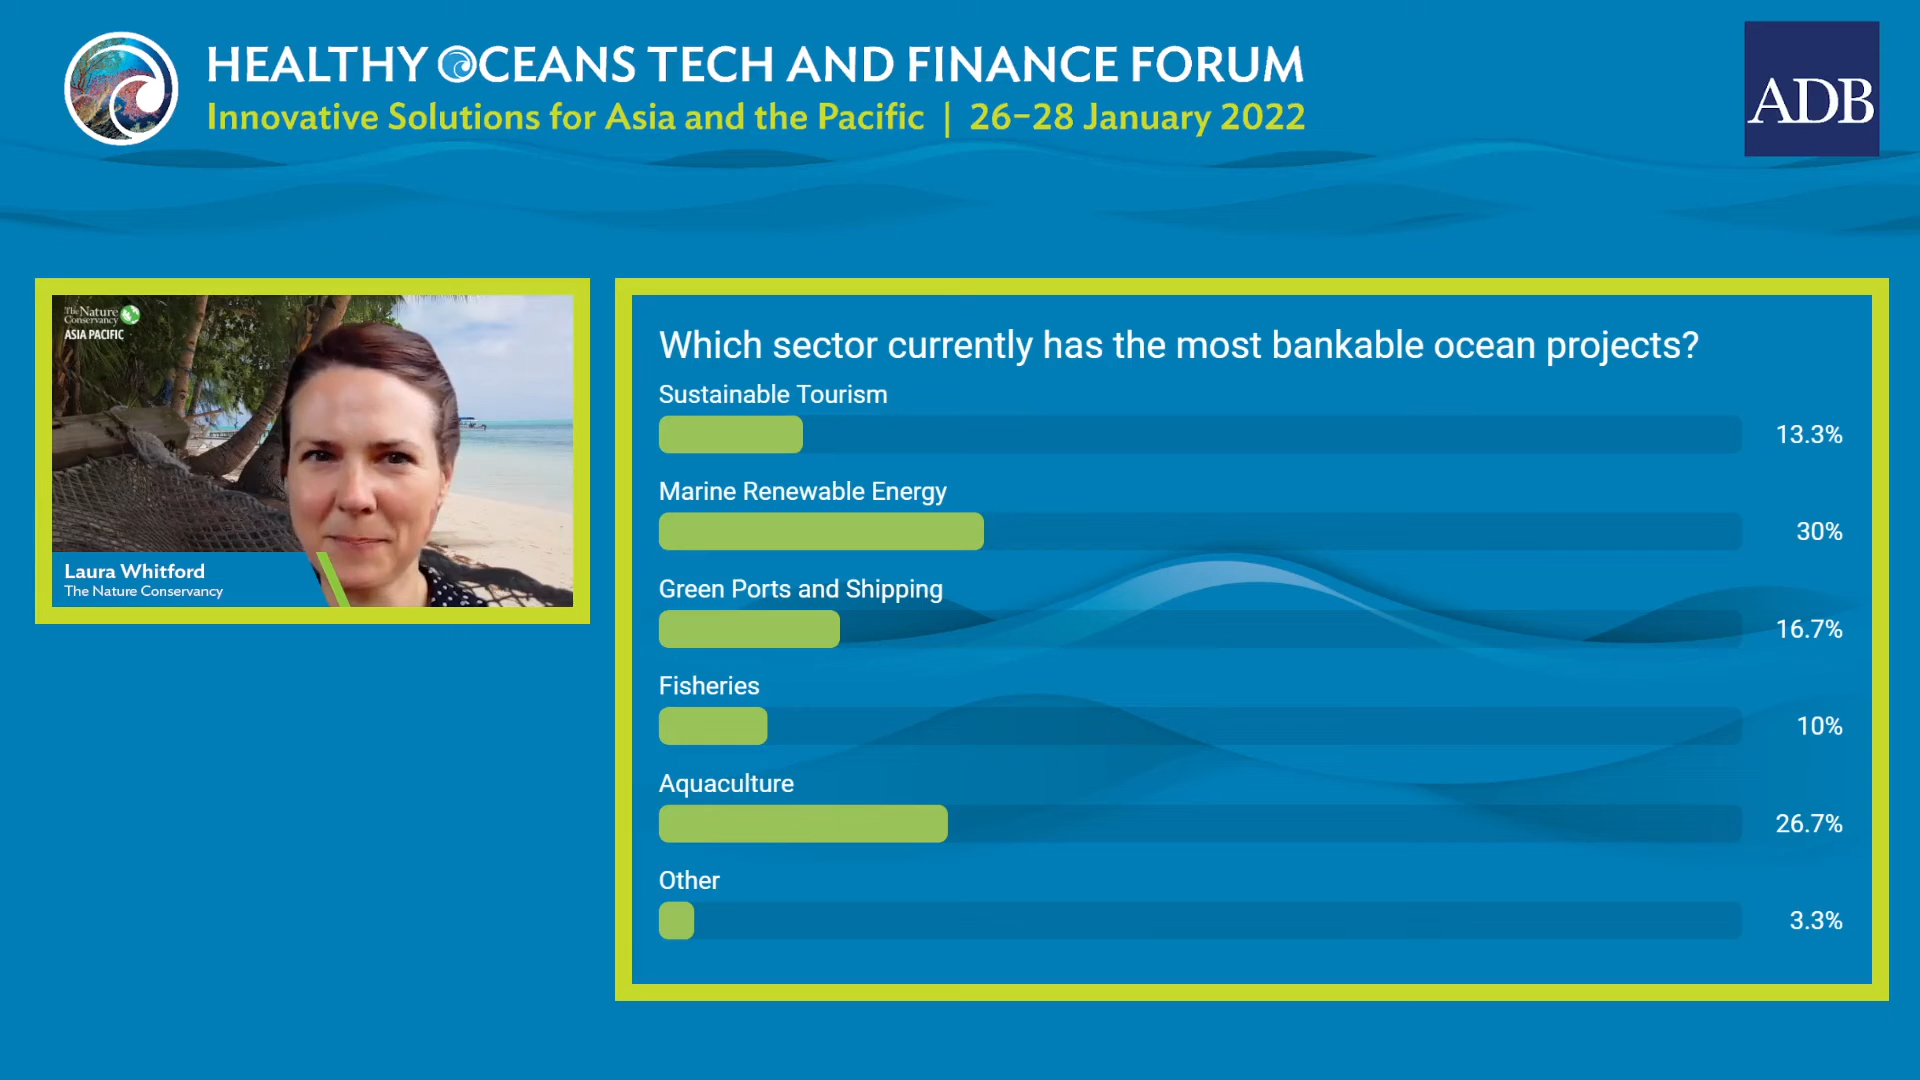 HEALTHY OCEANS TECH AND FINANCE FORUM
Innovative Solutions for Asia and the Pacific | 26–28 January 2022
ADB
The Nature
Conservancy
ASIA PACIFIC
Laura Whitford
The Nature Conservancy
Which sector currently has the most bankable ocean projects?
Sustainable Tourism
13.3%
Marine Renewable Energy
30%
Green Ports and Shipping
16.7%
Fisheries
10%
Aquaculture
26.7%
Other
3.3%